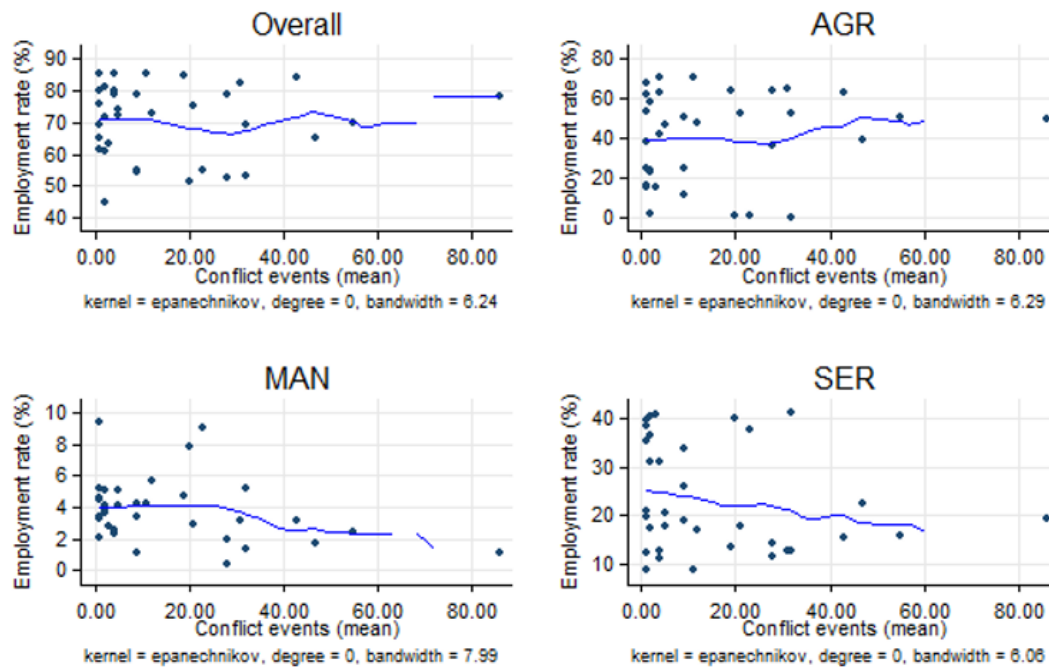 Overall
Employment rate (%)
90
80
70
60
50
40
0.00 20.00 40.00 60.00 80.00
Conflict events (mean)
kernel = epanechnikov, degree = 0, bandwidth = 6.24
AGR
Employment rate (%)
80
60
40
20
0
0.00 20.00 40.00 60.00 80.00
Conflict events (mean)
kernel = epanechnikov, degree = 0, bandwidth = 6.29
MAN
Employment rate (%)
10
8
6
4
2
0
0.00 20.00 40.00 60.00 80.00
Conflict events (mean)
kernel = epanechnikov, degree = 0, bandwidth = 7.99
SER
Employment rate (%)
40
30
20
10
0.00 20.00 40.00 60.00 80.00
Conflict events (mean)
kernel = epanechnikov, degree = 0, bandwidth = 6.06